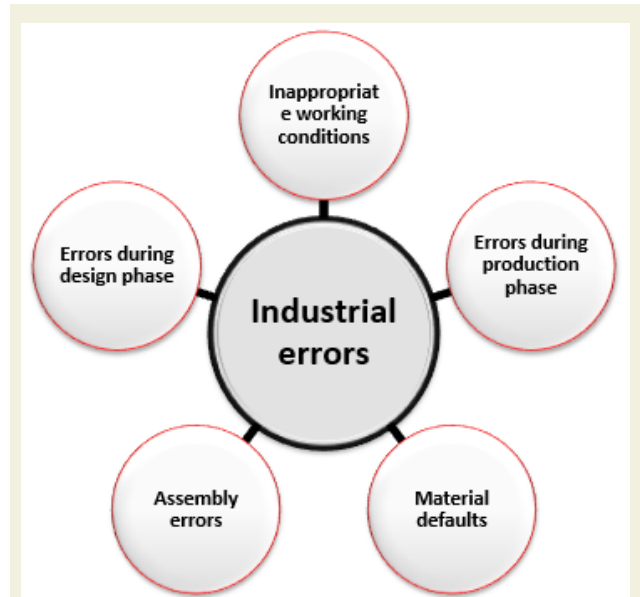 Inappropriat
e working
conditions
Errors during
design phase
Errors during
production
phase
Industrial
errors
Assembly
errors
Material
defaults